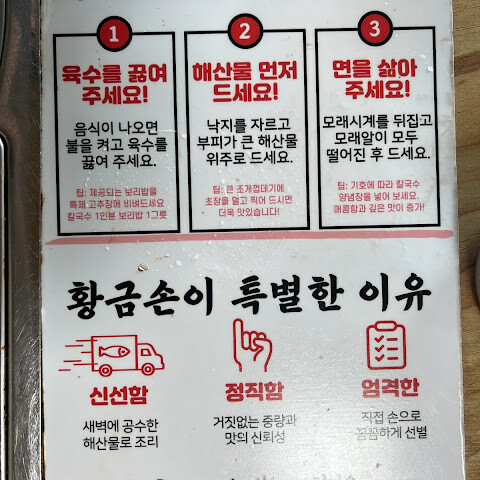 1
육수를 끓여
주세요!
음식이 나오면
불을 켜고 육수를
끓여 주세요.
팁: 제공되는 보리밥을
특제 고추장에 비벼드세요
칼국수 1인분 보리밥 1그릇
2
해산물 먼저
드세요!
낙지를 자르고
부피가 큰 해산물
위주로 드세요.
팁: 큰 조개껍데기에
초장을 덜고 찍어 드시면
더욱 맛있습니다!
3
면을 삶아
주세요!
모래시계를 뒤집고
모래알이 모두
떨어진 후 드세요.
팁: 기호에 따라 칼국수
양념장을 넣어 보세요.
매콤함과 깊은 맛이 증가!
황금손이 특별한 이유
신선함
새벽에 공수한
해산물로 조리
정직함
거짓없는 중량과
맛의 신뢰성
엄격한
직접 손으로
꼼꼼하게 선별